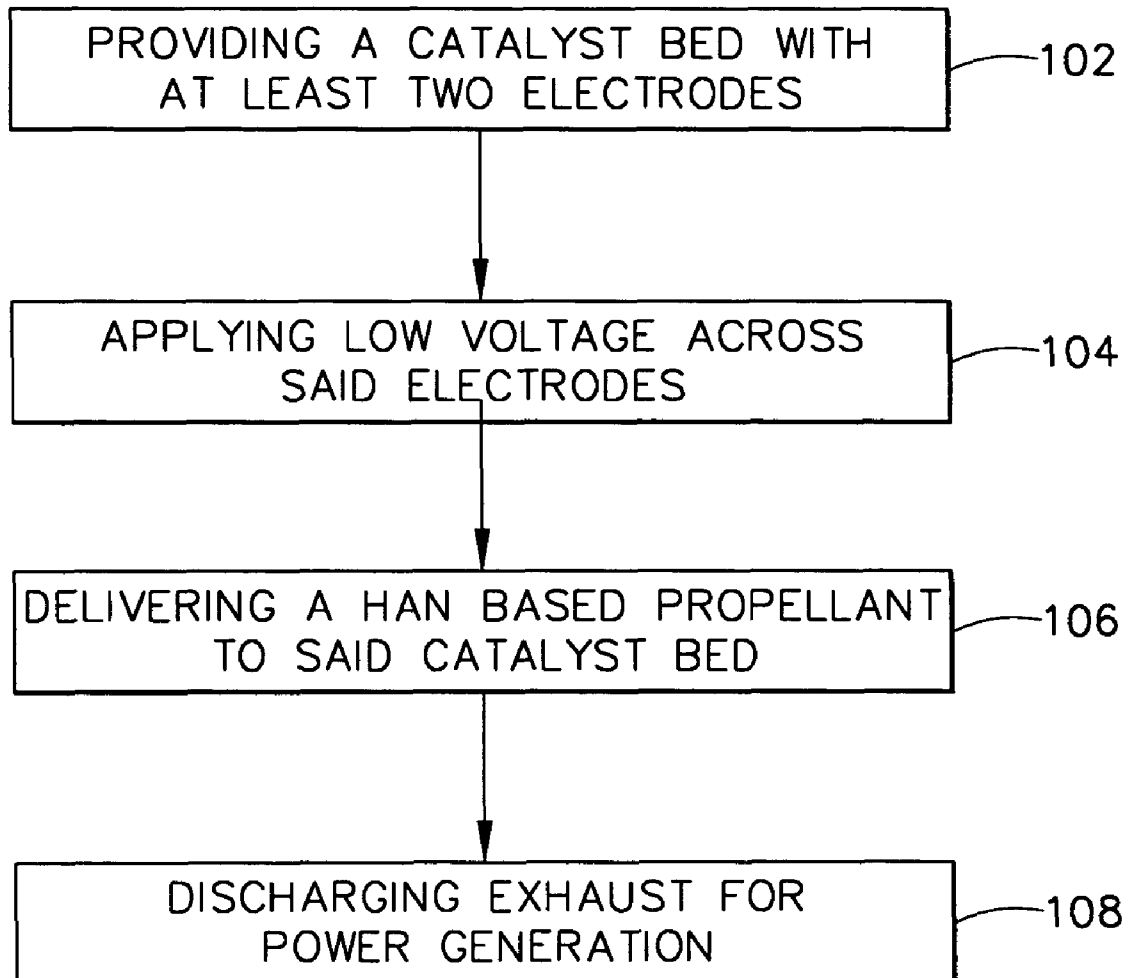 PROVIDING A CATALYST BED WITH
AT LEAST TWO ELECTRODES
102
APPLYING LOW VOLTAGE ACROSS
SAID ELECTRODES
104
DELIVERING A HAN BASED PROPELLANT
TO SAID CATALYST BED
106
DISCHARGING EXHAUST FOR
POWER GENERATION
108